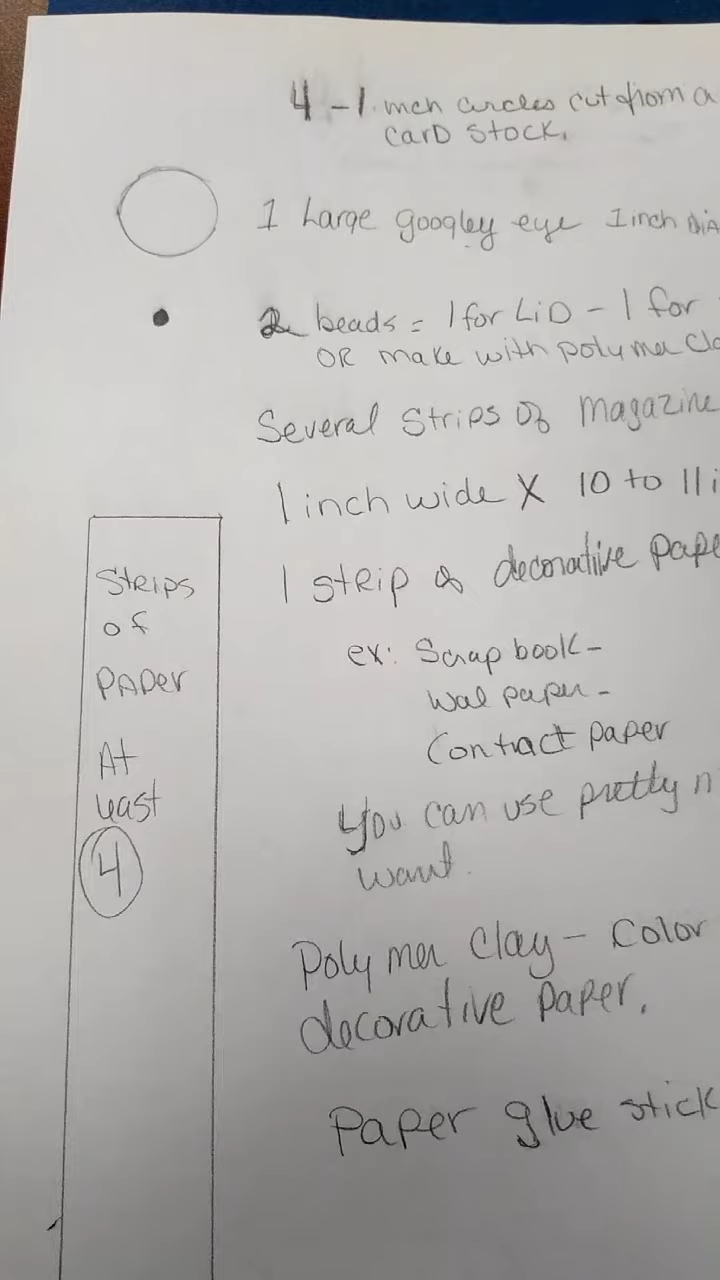 4 - 1 inch circles cut from a
CARD STOCK.
1 Large googley eye 1 inch DIA
2 beads = 1 for LID - 1 for
OR make with polymer Cla
Several Strips of Magazine
1 inch wide X 10 to 11 i
1 strip of decorative pape
ex: Scrap book -
Wal paper -
Contact paper
You can use pretty n
want.
Polymer Clay - Color
decorative paper.
Paper glue stick
Strips
of
PAPer
At
Least
4